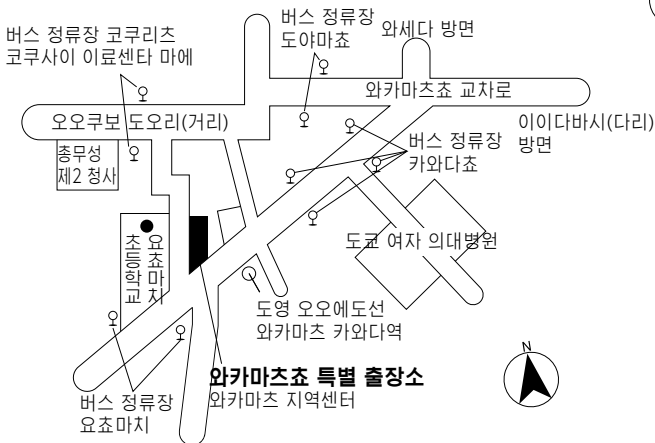 버스 정류장 코쿠리츠
코쿠사이 이료센타 마에
버스 정류장
도야마쵸
와세다 방면
와카마츠쵸 교차로
오오쿠보 도오리(거리)
이이다바시(다리)
방면
총무성
제2 청사
버스 정류장
카와다쵸
요쵸마치
초등학교
도쿄 여자 의대병원
도영 오오에도선
와카마츠 카와다역
와카마츠쵸 특별 출장소
와카마츠 지역센터
버스 정류장
요쵸마치
N